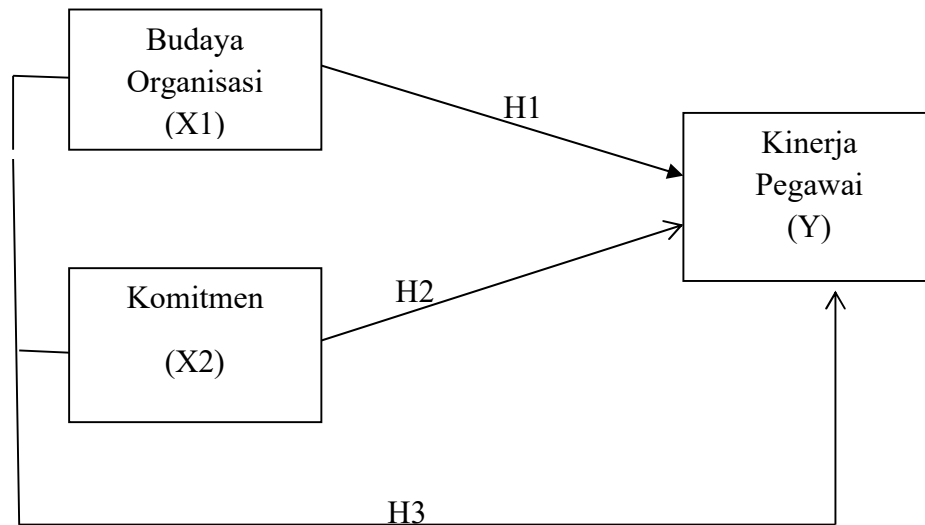 Budaya
Organisasi
(X1)
H1
Kinerja
Pegawai
(Y)
Komitmen
(X2)
H2
H3